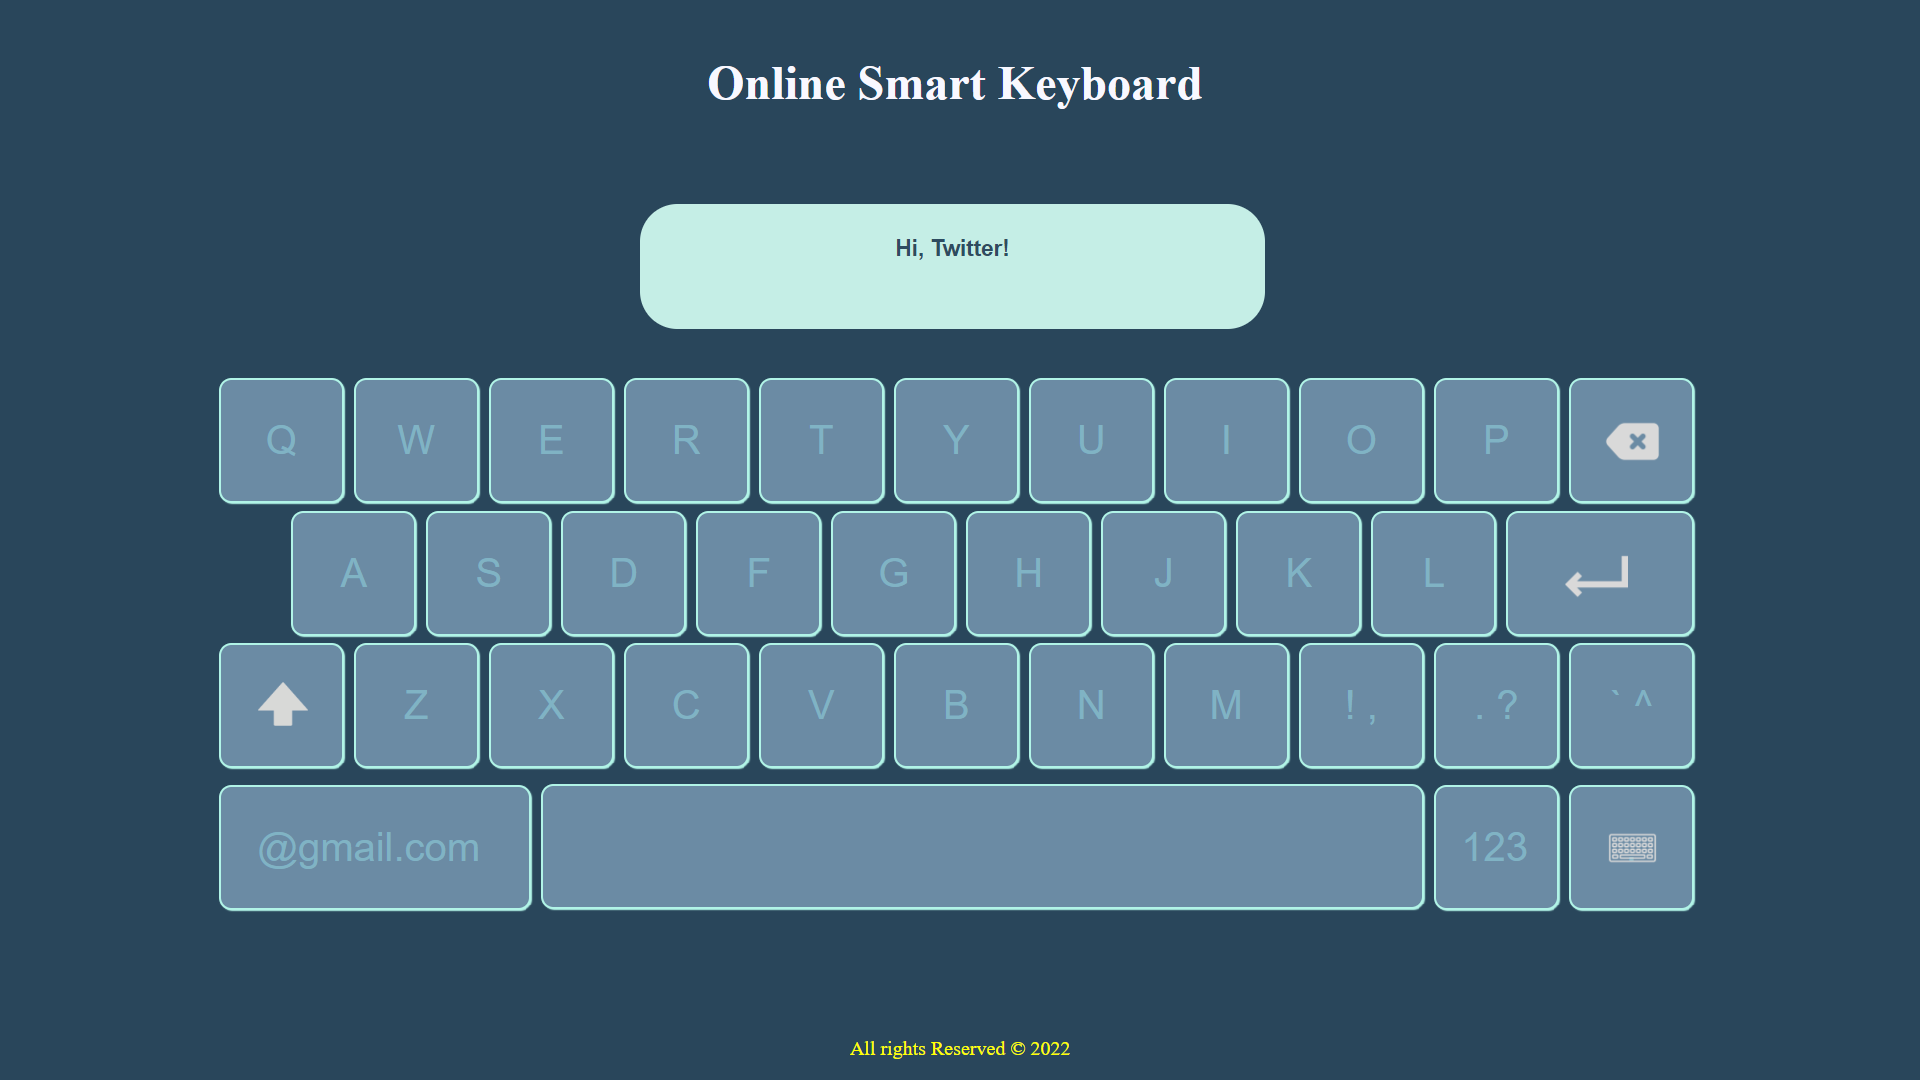 Online Smart Keyboard
Hi, Twitter!
Q W E R T Y U I O P
A S D F G H J K L
Z X C V B N M ! , . ? ` ^
@gmail.com 123
All rights Reserved © 2022